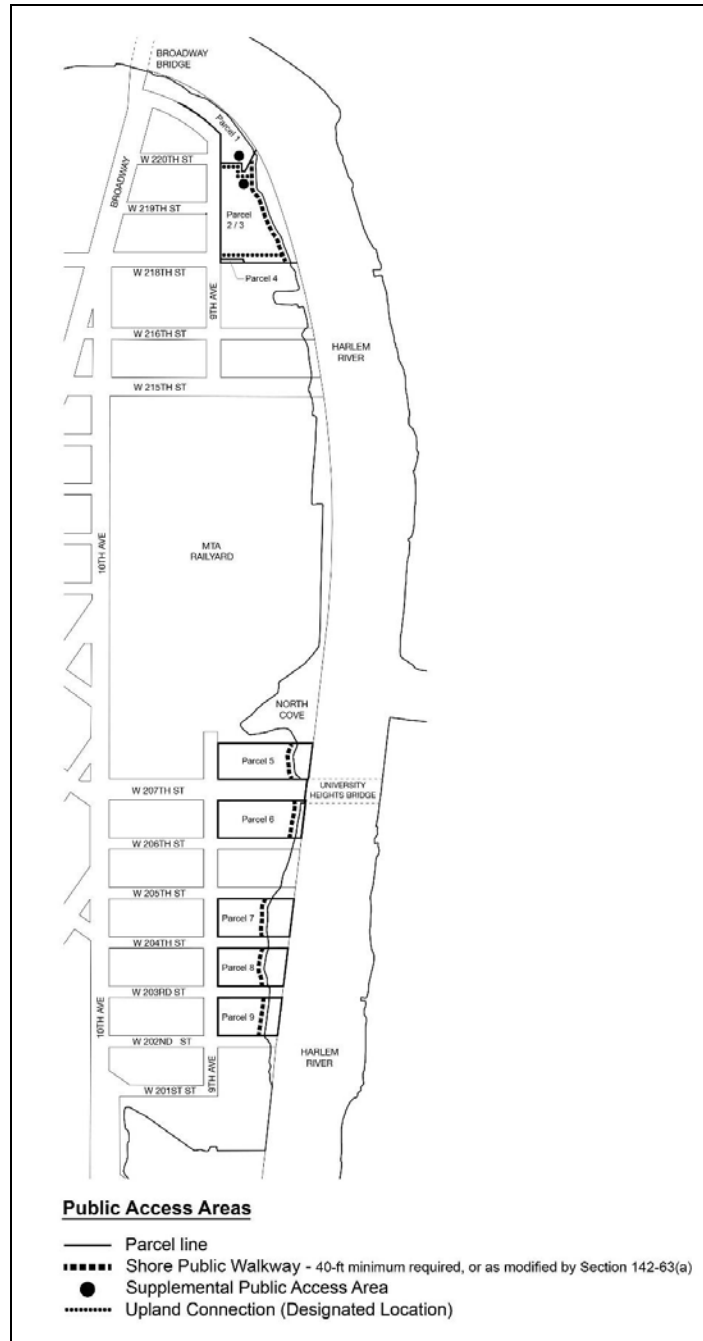 BROADWAY
BRIDGE
Parcel 1
W 220TH ST
BROADWAY
W 219TH ST
Parcel
2 / 3
W 218TH ST
Parcel 4
9TH AVE
W 216TH ST
HARLEM
RIVER
W 215TH ST
10TH AVE
MTA
RAILYARD
NORTH
COVE
Parcel 5
W 207TH ST
UNIVERSITY
HEIGHTS BRIDGE
Parcel 6
W 206TH ST
W 205TH ST
Parcel 7
W 204TH ST
Parcel 8
W 203RD ST
10TH AVE
Parcel 9
W 202ND ST
HARLEM
RIVER
9TH AVE
W 201ST ST
Public Access Areas
Parcel line
Shore Public Walkway - 40-ft minimum required, or as modified by Section 142-63(a)
Supplemental Public Access Area
Upland Connection (Designated Location)